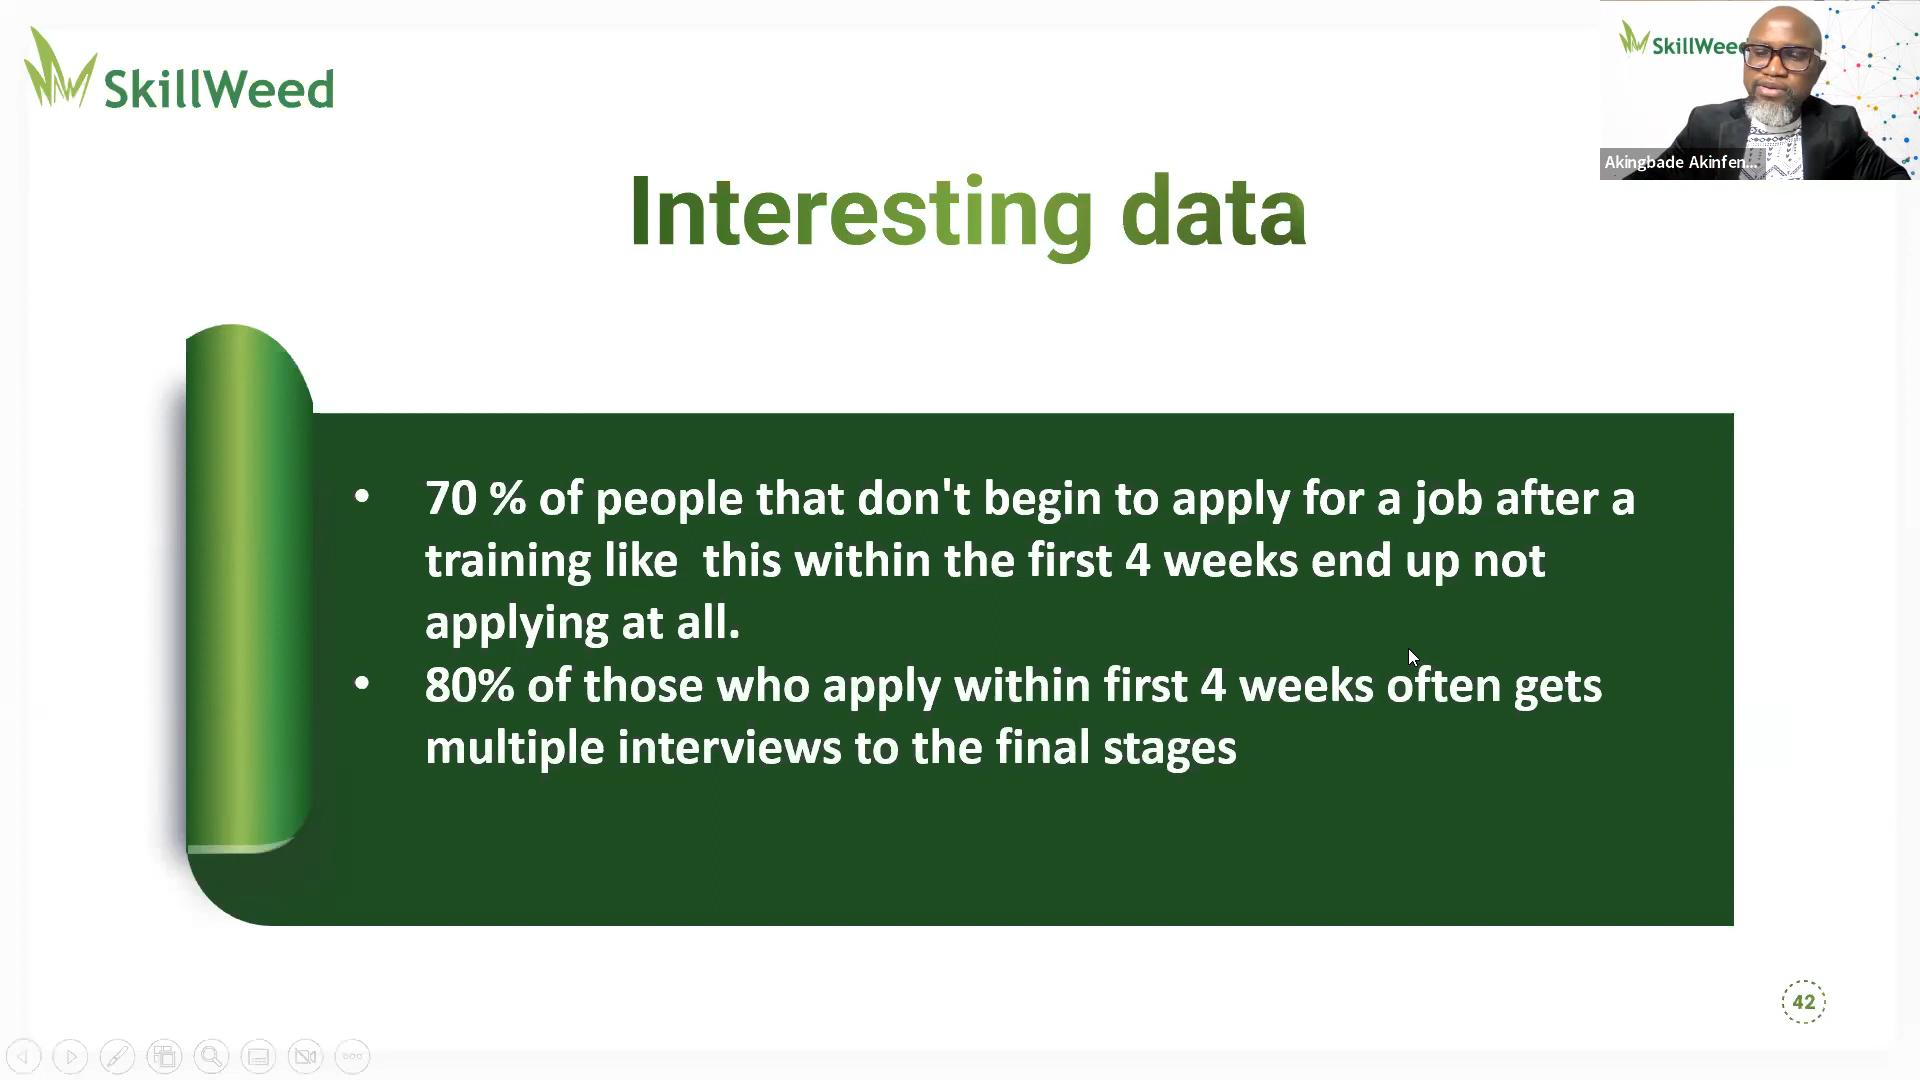 SkillWeed
SkillWeed
Akingbade Akinfen...
Interesting data
• 70 % of people that don't begin to apply for a job after a
training like  this within the first 4 weeks end up not
applying at all.
• 80% of those who apply within first 4 weeks often gets
multiple interviews to the final stages
42